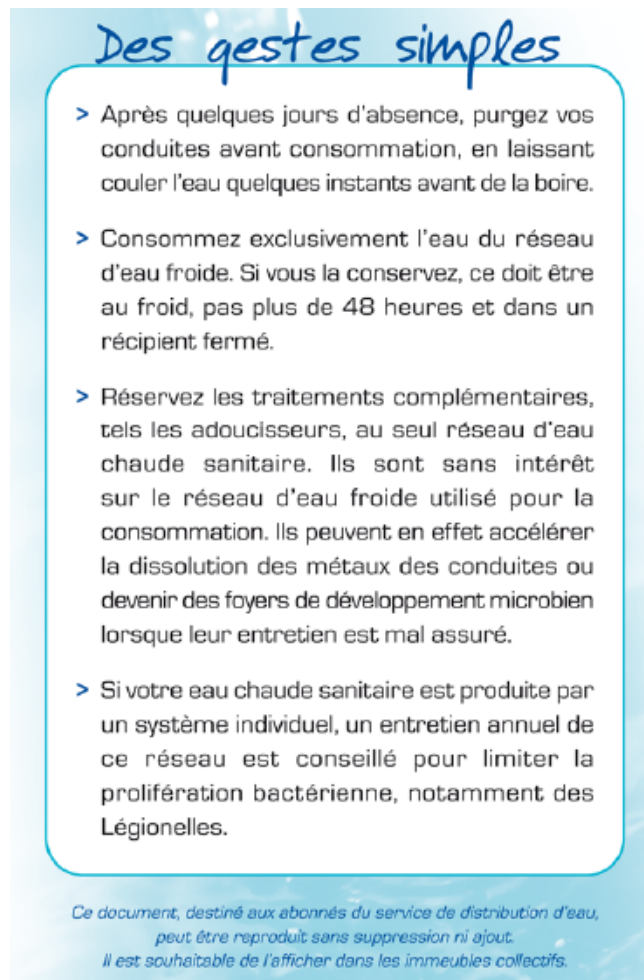 Des gestes simples
> Après quelques jours d'absence, purgez vos
conduites avant consommation, en laissant
couler l'eau quelques instants avant de la boire.
> Consommez exclusivement l'eau du réseau
d'eau froide. Si vous la conservez, ce doit être
au froid, pas plus de 48 heures et dans un
récipient fermé.
> Réservez les traitements complémentaires,
tels les adoucisseurs, au seul réseau d'eau
chaude sanitaire. Ils sont sans intérêt
sur le réseau d'eau froide utilisé pour la
consommation. Ils peuvent en effet accélérer
la dissolution des métaux des conduites ou
devenir des foyers de développement microbien
lorsque leur entretien est mal assuré.
> Si votre eau chaude sanitaire est produite par
un système individuel, un entretien annuel de
ce réseau est conseillé pour limiter la
prolifération bactérienne, notamment des
Légionelles.
Ce document, destiné aux abonnés du service de distribution d'eau,
peut être reproduit sans suppression ni ajout.
Il est souhaitable de l'afficher dans les immeubles collectifs.